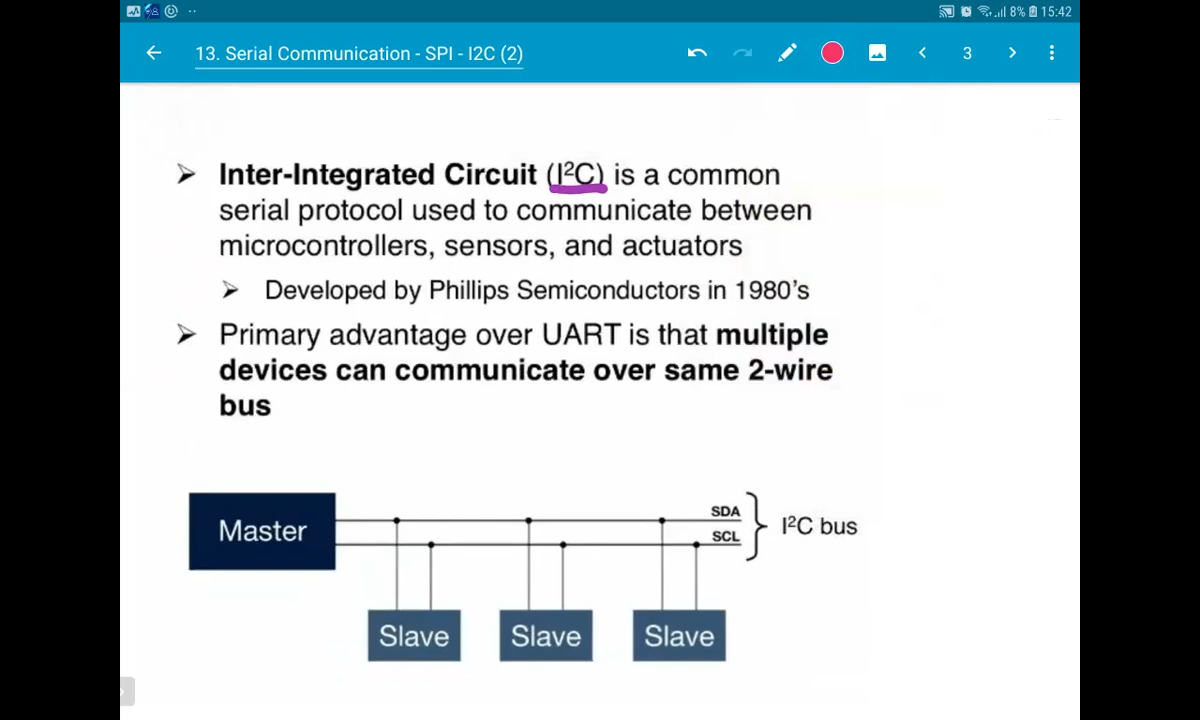 8% 15:42
13. Serial Communication - SPI - I2C (2)
3
➢ Inter-Integrated Circuit (I²C) is a common
serial protocol used to communicate between
microcontrollers, sensors, and actuators
➢ Developed by Phillips Semiconductors in 1980's
➢ Primary advantage over UART is that multiple
devices can communicate over same 2-wire
bus
Master
SDA
SCL
I²C bus
Slave Slave Slave